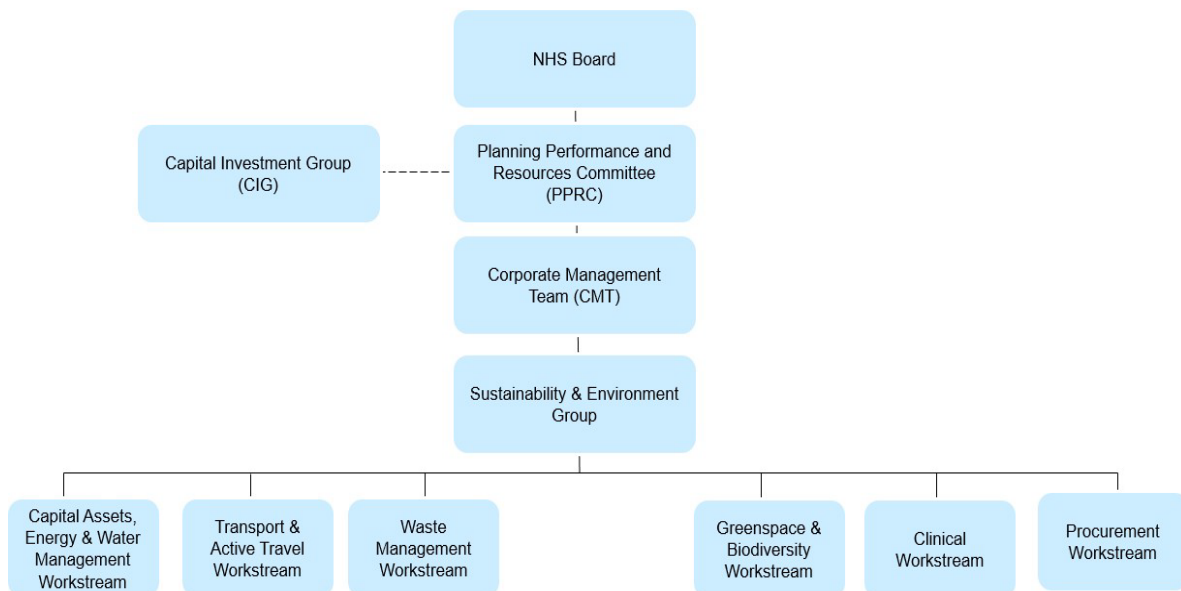 NHS Board
Capital Investment Group
(CIG)
Planning Performance and
Resources Committee
(PPRC)
Corporate Management
Team (CMT)
Sustainability & Environment
Group
Capital Assets,
Energy & Water
Management
Workstream
Transport &
Active Travel
Workstream
Waste
Management
Workstream
Greenspace &
Biodiversity
Workstream
Clinical
Workstream
Procurement
Workstream